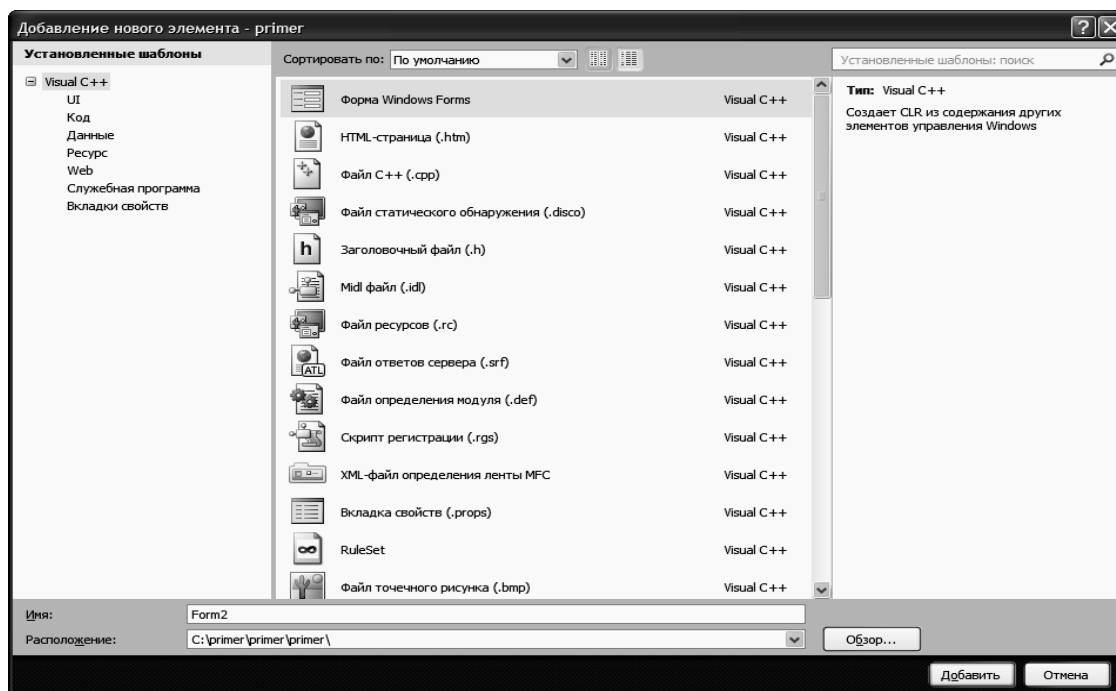 Добавление нового элемента - primer
Установленные шаблоны
Visual C++
UI
Код
Данные
Ресурс
Web
Служебная программа
Вкладки свойств
Сортировать по: По умолчанию
Форма Windows Forms Visual C++
HTML-страница (.htm) Visual C++
Файл C++ (.cpp) Visual C++
Файл статического обнаружения (.disco) Visual C++
h Заголовочный файл (.h) Visual C++
Midl файл (.idl) Visual C++
Файл ресурсов (.rc) Visual C++
ATL Файл ответов сервера (.srf) Visual C++
Файл определения модуля (.def) Visual C++
Скрипт регистрации (.rgs) Visual C++
XML-файл определения ленты MFC Visual C++
Вкладка свойств (.props) Visual C++
RuleSet Visual C++
Файл точечного рисунка (.bmp) Visual C++
Установленные шаблоны: поиск
Тип: Visual C++
Создает CLR из содержания других
элементов управления Windows
Имя: Form2
Расположение: C:\primer\primer\primer\
Обзор...
Добавить Отмена